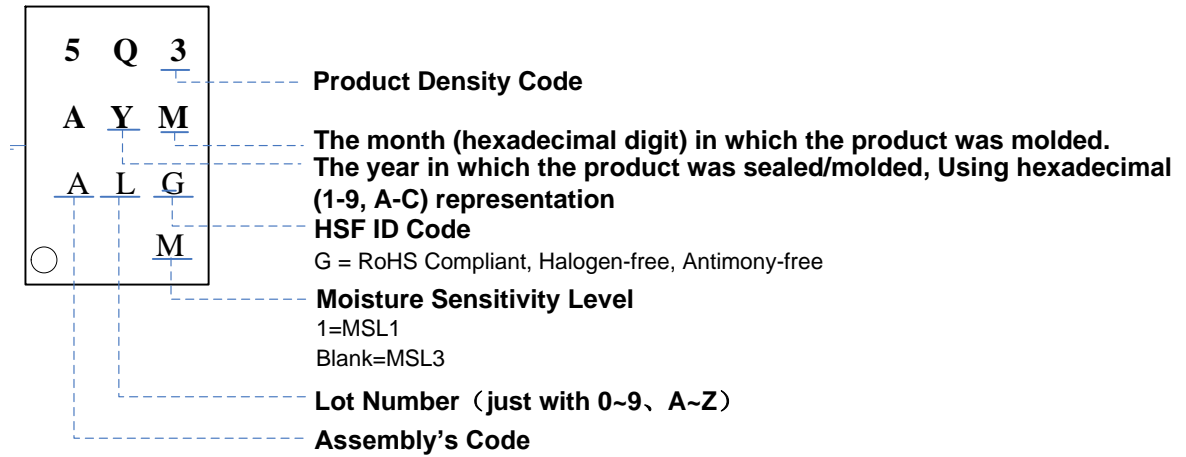 5 Q 3
A Y M
A L G
M
Product Density Code
The month (hexadecimal digit) in which the product was molded.
The year in which the product was sealed/molded, Using hexadecimal
(1-9, A-C) representation
HSF ID Code
G = RoHS Compliant, Halogen-free, Antimony-free
Moisture Sensitivity Level
1=MSL1
Blank=MSL3
Lot Number（just with 0~9、A~Z）
Assembly's Code